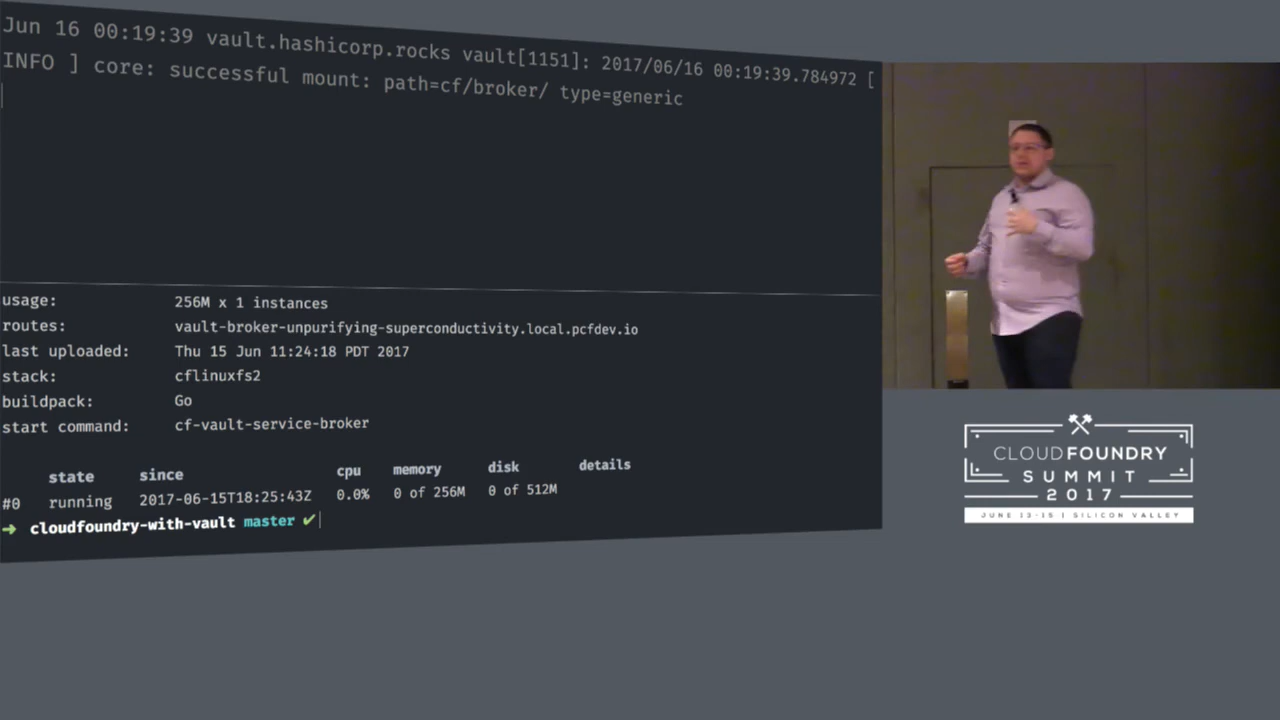 Jun 16 00:19:39 vault.hashicorp.rocks vault[1151]: 2017/06/16 00:19:39.784972 [
INFO ] core: successful mount: path=cf/broker/ type=generic
usage: 256M x 1 instances
routes: vault-broker-unpurifying-superconductivity.local.pcfdev.io
last uploaded: Thu 15 Jun 11:24:18 PDT 2017
stack: cflinuxfs2
buildpack: Go
start command: cf-vault-service-broker
state since cpu memory disk details
#0 running 2017-06-15T18:25:43Z 0.0% 0 of 256M 0 of 512M
➜ cloudfoundry-with-vault master ✔
CLOUDFOUNDRY
SUMMIT
2017
JUNE 13-15 | SILICON VALLEY